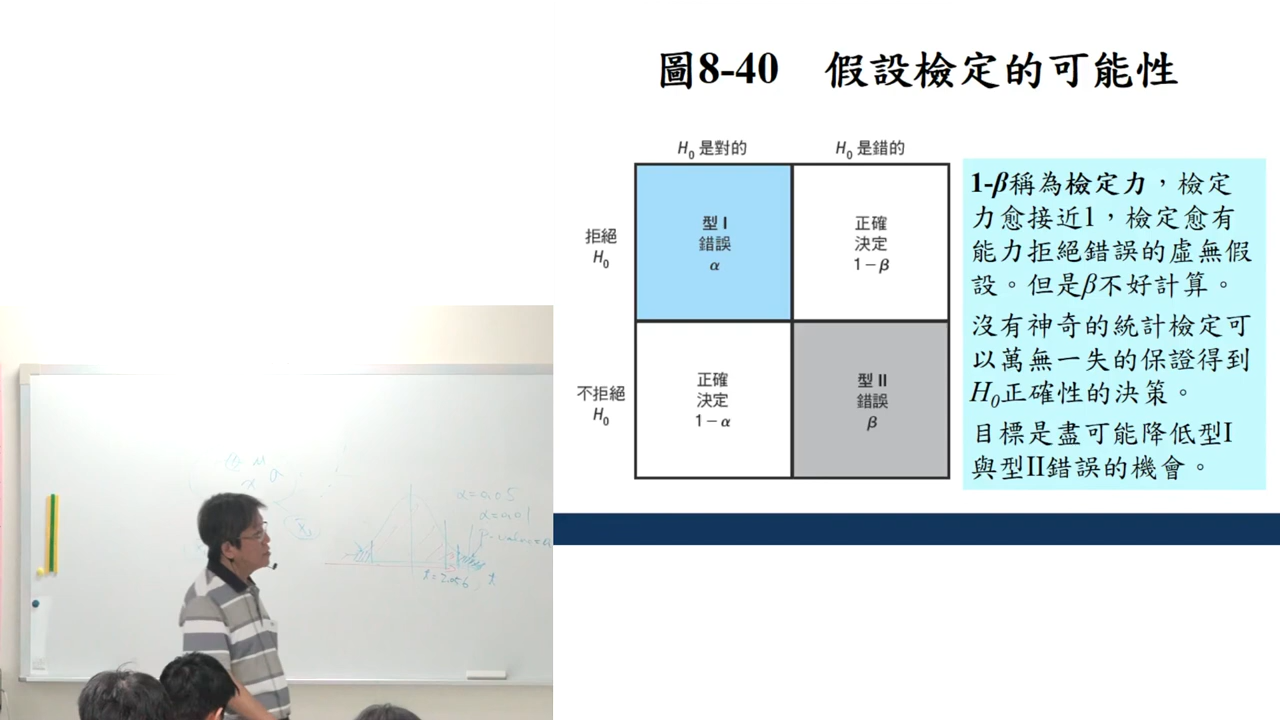 圖8-40 假設檢定的可能性
H0 是對的
H0 是錯的
拒絕
H0
型 I
錯誤
α
正確
決定
1-β
不拒絕
H0
正確
決定
1-α
型 II
錯誤
β
1-β稱為檢定力，檢定
力愈接近1，檢定愈有
能力拒絕錯誤的虛無假
設。但是β不好計算。
沒有神奇的統計檢定可
以萬無一失的保證得到
H0正確性的決策。
目標是盡可能降低型I
與型II錯誤的機會。
α=0.05
α=0.01
t=2.056
t